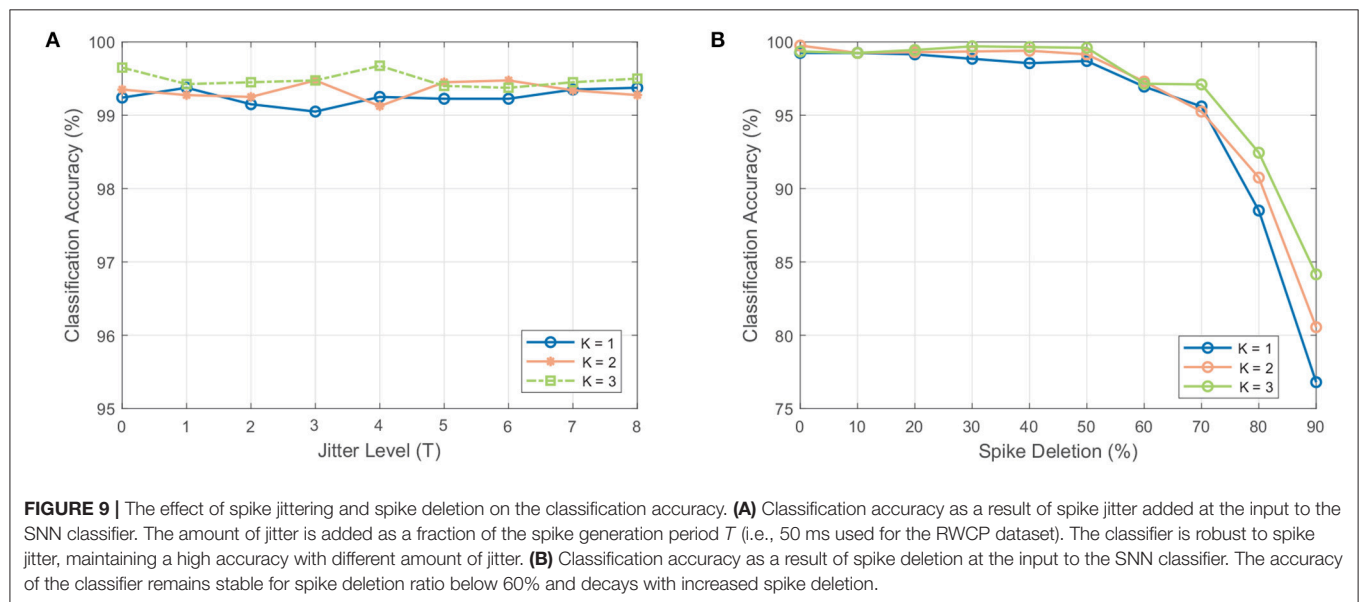 A
100
99
98
97
96
95
Classification Accuracy (%)
0 1 2 3 4 5 6 7 8
Jitter Level (T)
K = 1
K = 2
K = 3
B
100
95
90
85
80
75
Classification Accuracy (%)
0 10 20 30 40 50 60 70 80 90
Spike Deletion (%)
K = 1
K = 2
K = 3
FIGURE 9 | The effect of spike jittering and spike deletion on the classification accuracy. (A) Classification accuracy as a result of spike jitter added at the input to the
SNN classifier. The amount of jitter is added as a fraction of the spike generation period T (i.e., 50 ms used for the RWCP dataset). The classifier is robust to spike
jitter, maintaining a high accuracy with different amount of jitter. (B) Classification accuracy as a result of spike deletion at the input to the SNN classifier. The accuracy
of the classifier remains stable for spike deletion ratio below 60% and decays with increased spike deletion.